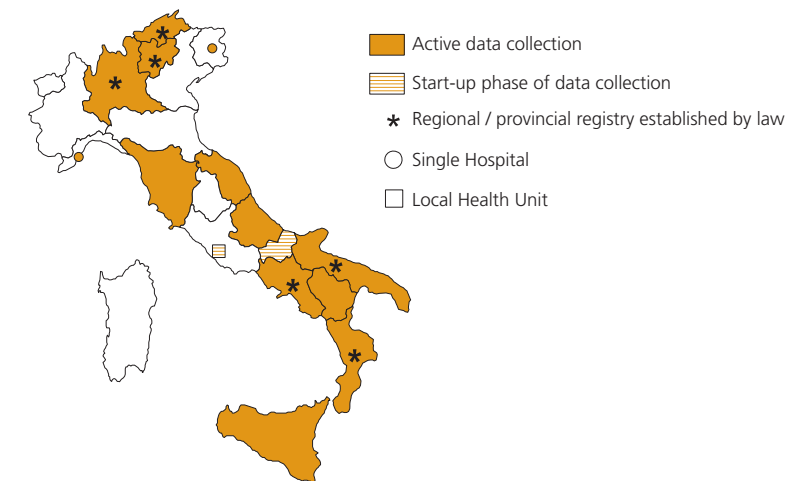 Active data collection
Start-up phase of data collection
* Regional / provincial registry established by law
Single Hospital
Local Health Unit